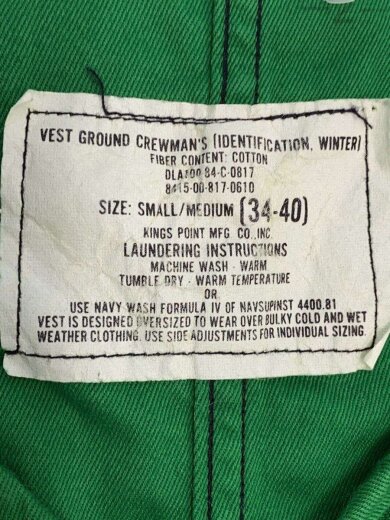 VEST GROUND CREWMAN'S (IDENTIFICATION, WINTER)
FIBER CONTENT: COTTON
DLA100-84-C-0817
8415-00-817-0610
SIZE: SMALL/MEDIUM (34-40)
KINGS POINT MFG CO., INC.
LAUNDERING INSTRUCTIONS
MACHINE WASH - WARM
TUMBLE DRY - WARM TEMPERATURE
OR
USE NAVY WASH FORMULA IV OF NAVSUPINST 4400.81
VEST IS DESIGNED OVERSIZED TO WEAR OVER BULKY COLD AND WET
WEATHER CLOTHING. USE SIDE ADJUSTMENTS FOR INDIVIDUAL SIZING.